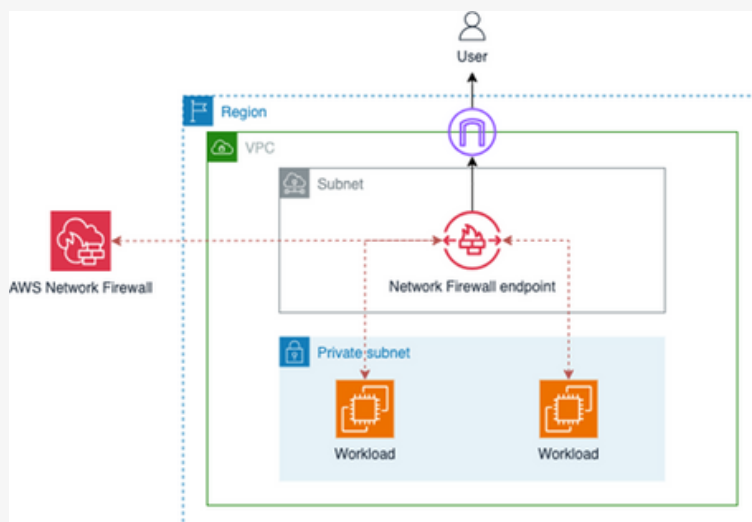 User
Region
VPC
Subnet
AWS Network Firewall
Network Firewall endpoint
Private subnet
Workload
Workload